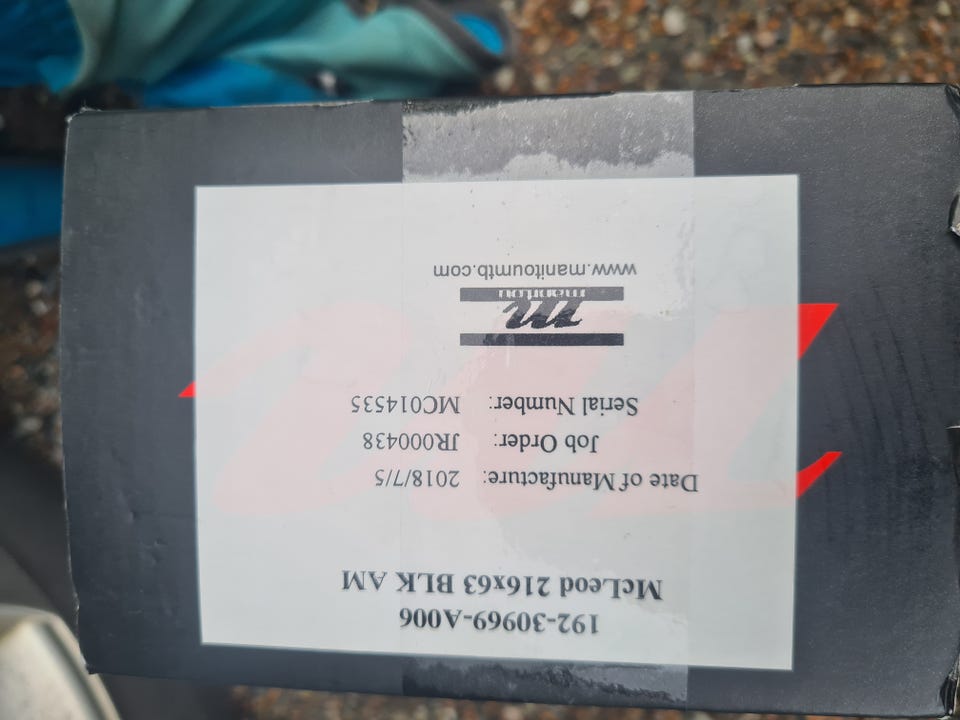 192-30969-A006
McLeod 216x63 BLK AM
Date of Manufacture: 2018/7/5
Job Order: JR000438
Serial Number: MC014535
m
manitou
www.manitoumtb.com